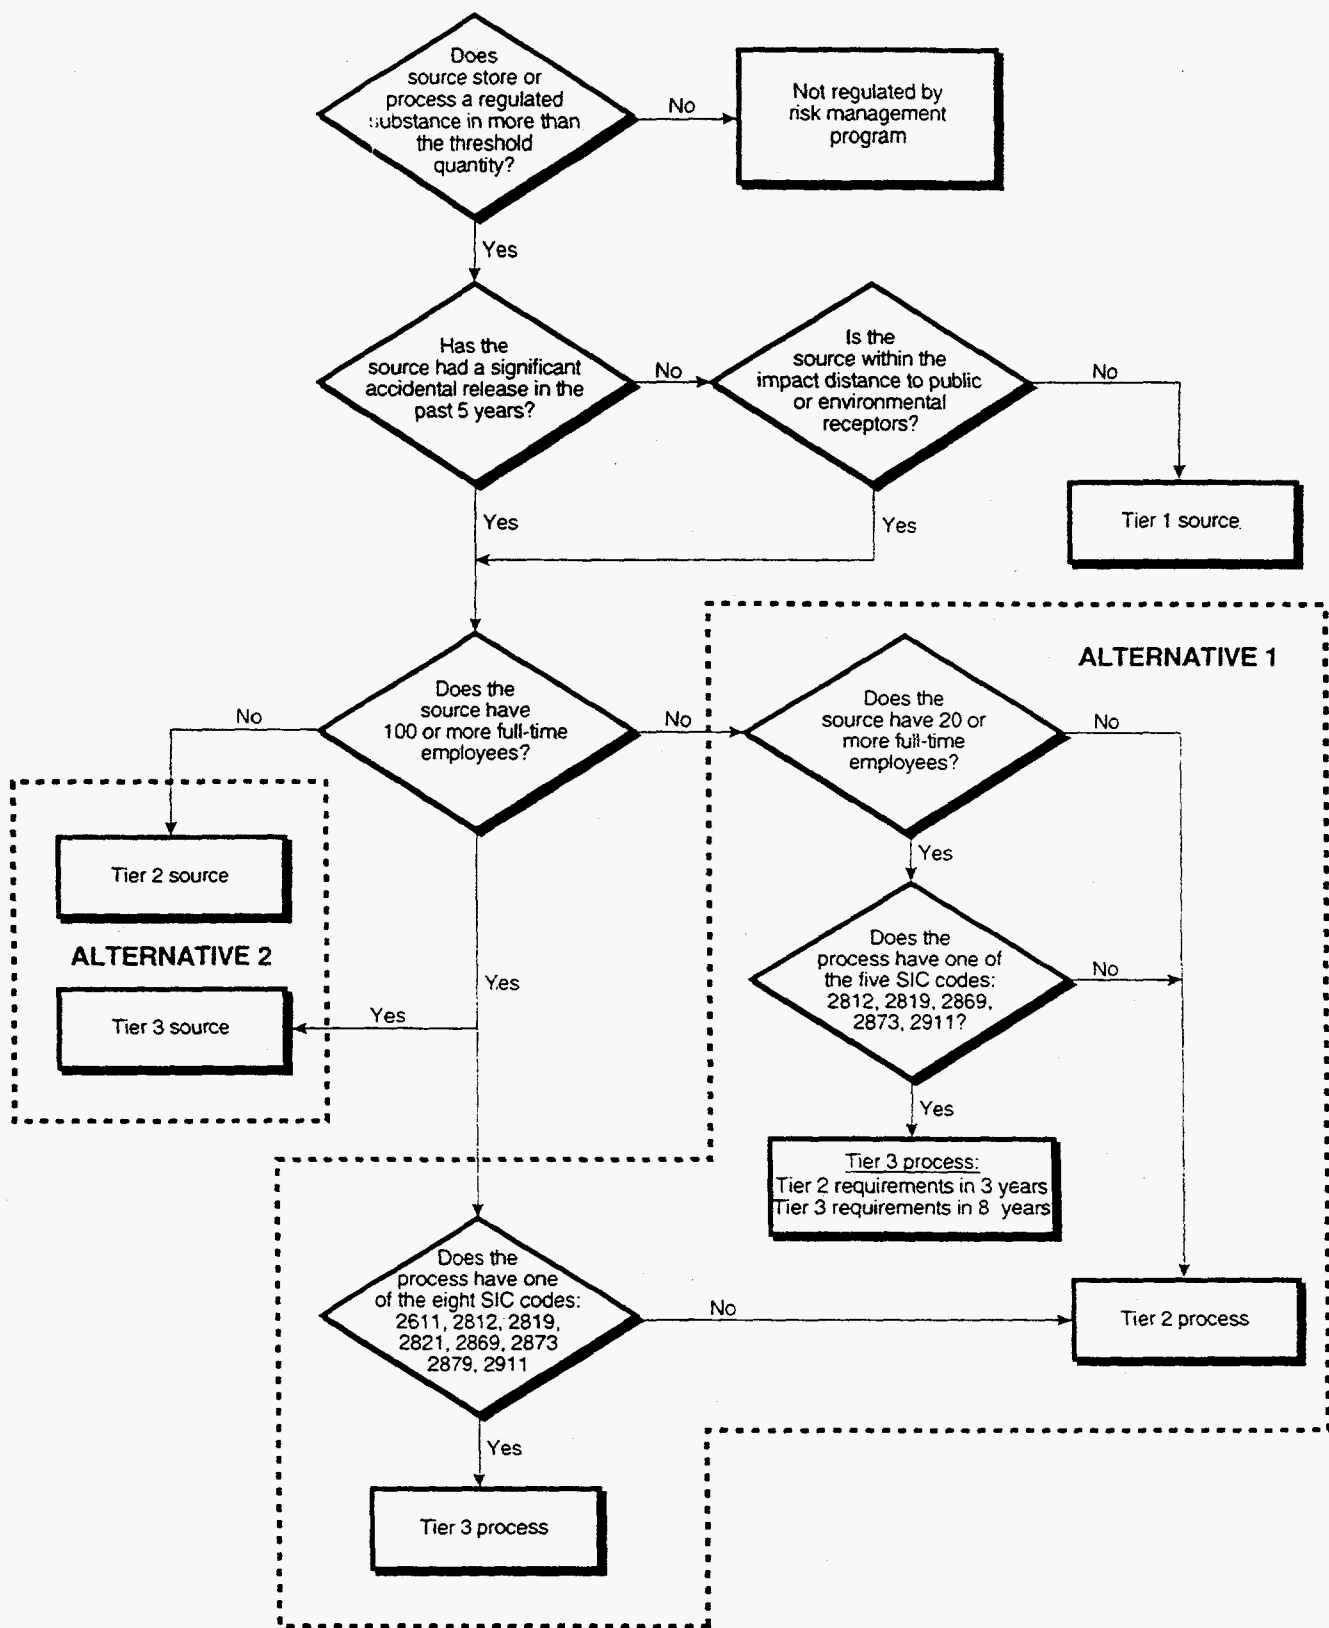 Does
source store or
process a regulated
substance in more than
the threshold
quantity?
No
Not regulated by
risk management
program
Yes
Has the
source had a significant
accidental release in the
past 5 years?
No
Is the
source within the
impact distance to public
or environmental
receptors?
No
Tier 1 source
Yes
Yes
ALTERNATIVE 1
Does the
source have
100 or more full-time
employees?
No
No
Does the
source have 20 or
more full-time
employees?
No
Tier 2 source
Yes
ALTERNATIVE 2
Yes
Does the
process have one of
the five SIC codes:
2812, 2819, 2869,
2873, 2911?
No
Tier 3 source
Yes
Yes
Tier 3 process:
Tier 2 requirements in 3 years
Tier 3 requirements in 8 years
Does the
process have one
of the eight SIC codes:
2611, 2812, 2819,
2821, 2869, 2873
2879, 2911
No
Tier 2 process
Yes
Tier 3 process